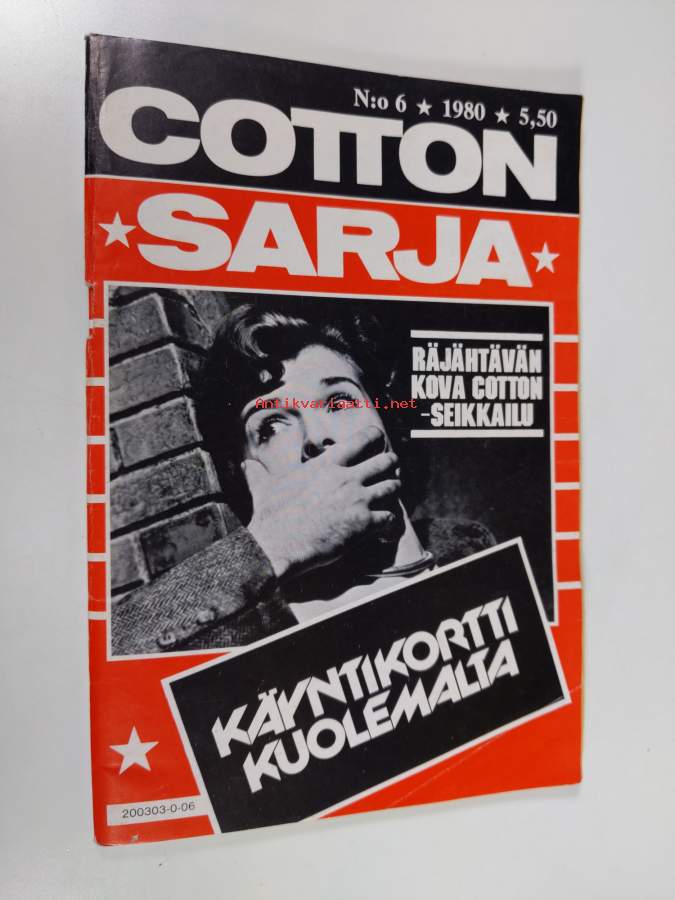 N:o 6 ★ 1980 ★ 5,50
COTTON
★ SARJA ★
RÄJÄHTÄVÄN
KOVA COTTON
-SEIKKAILU
Antikvariaatti.net
KÄYNTIKORTTI
KUOLEMALTA
200303-0-06